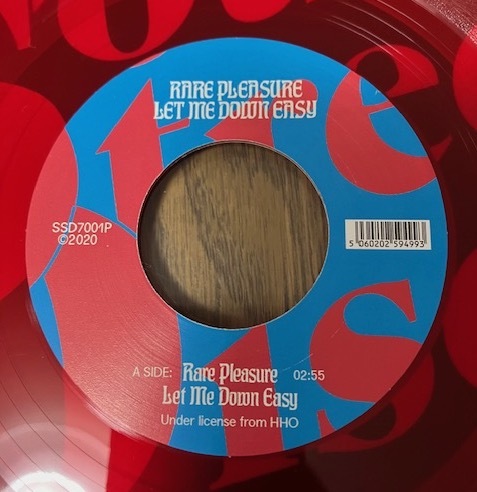 RARE PLEASURE
LET ME DOWN EASY
SSD7001P
©2020
5 060202 594993
A SIDE: Rare Pleasure 02:55
Let Me Down Easy
Under license from HHO